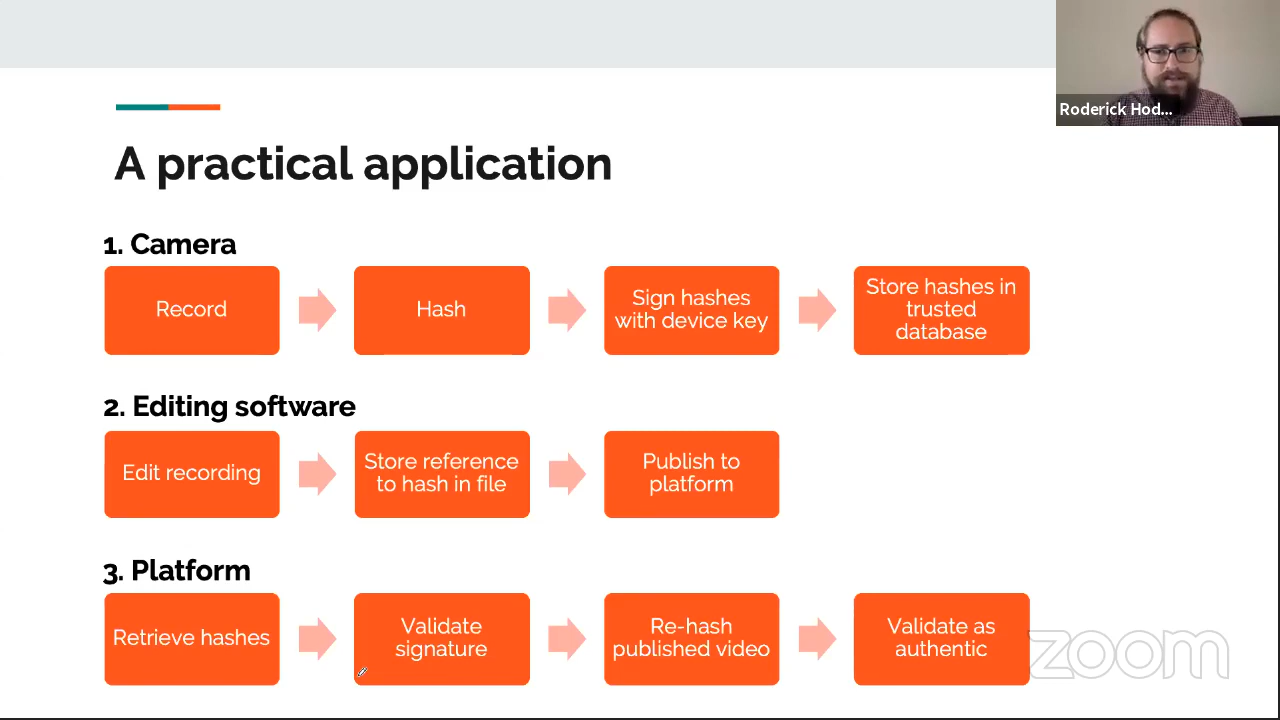 Roderick Hod...
A practical application
1. Camera
Record
Hash
Sign hashes
with device key
Store hashes in
trusted
database
2. Editing software
Edit recording
Store reference
to hash in file
Publish to
platform
3. Platform
Retrieve hashes
Validate
signature
Re-hash
published video
Validate as
authentic
zoom